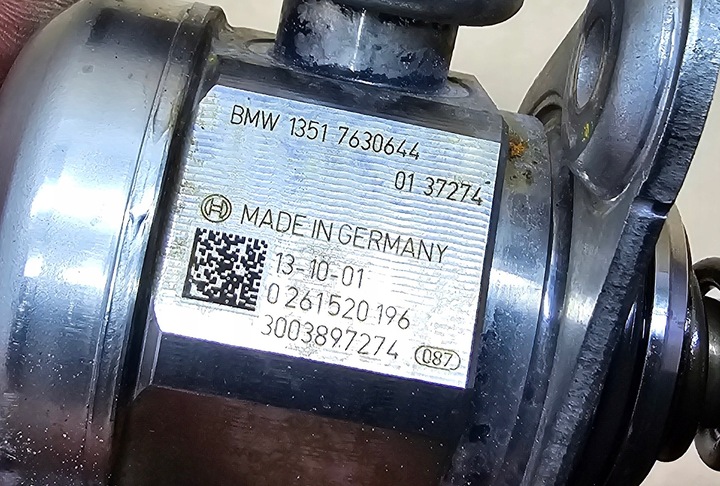 BMW 1351 7630644
01 37274
MADE IN GERMANY
13-10-01
0 261520 196
3003897274 087